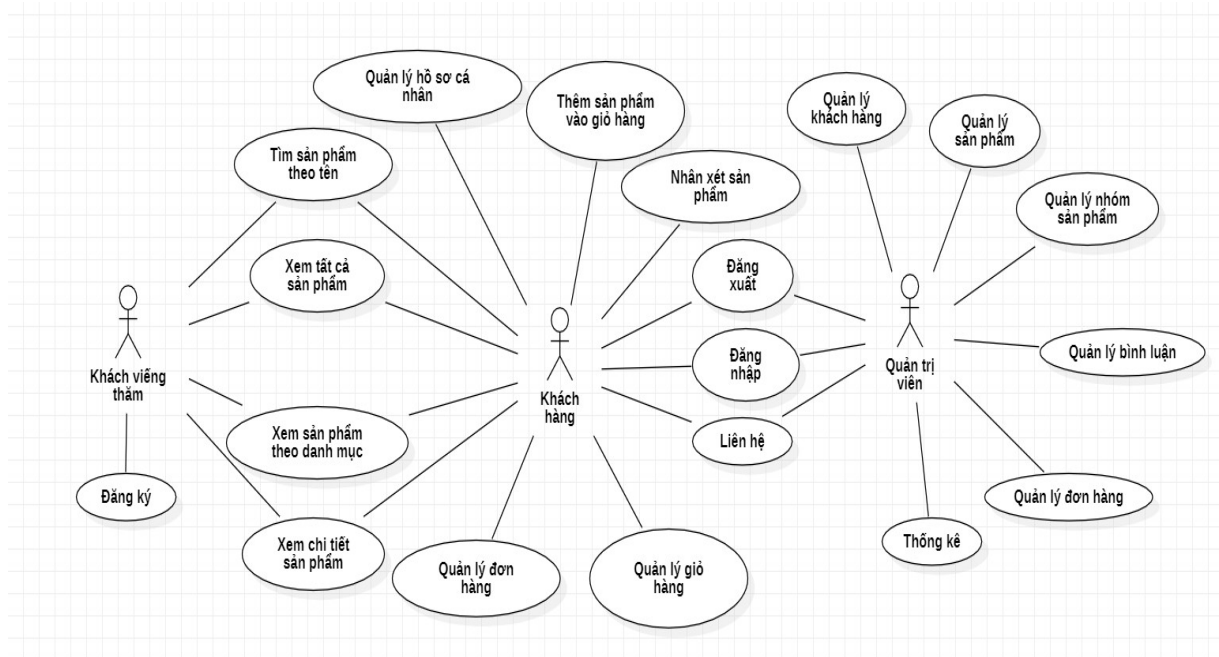 Quản lý hồ sơ cá
nhân
Thêm sản phẩm
vào giỏ hàng
Quản lý
khách hàng
Quản lý
sản phẩm
Tìm sản phẩm
theo tên
Nhân xét sản
phẩm
Quản lý nhóm
sản phẩm
Xem tất cả
sản phẩm
Đăng
xuất
Khách viếng
thăm
Khách
hàng
Đăng
nhập
Quản trị
viên
Quản lý bình luận
Xem sản phẩm
theo danh mục
Liên hệ
Đăng ký
Quản lý đơn hàng
Xem chi tiết
sản phẩm
Quản lý đơn
hàng
Quản lý giỏ
hàng
Thống kê